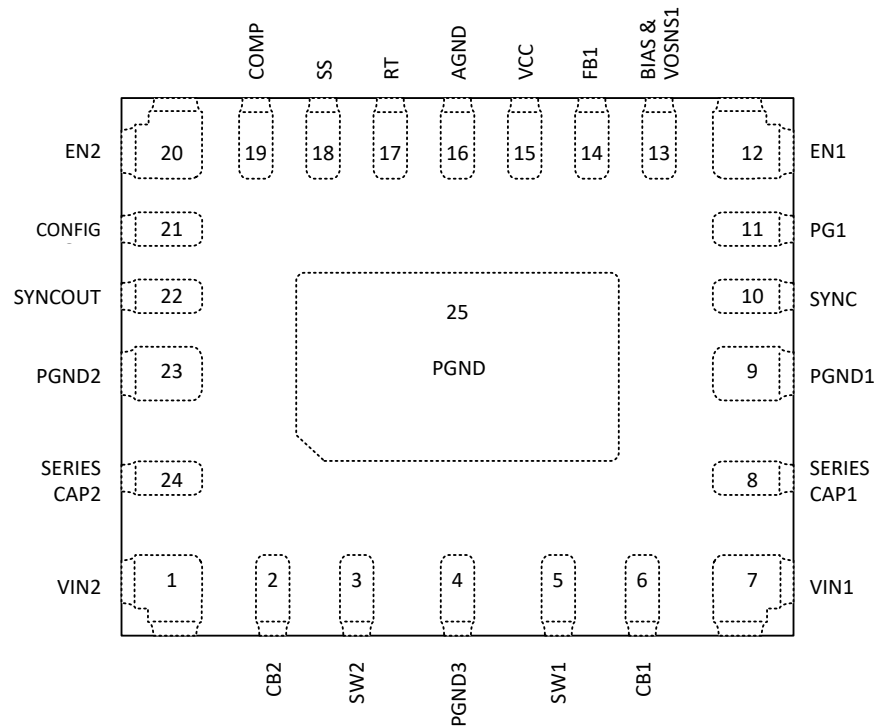 COMP
SS
RT
AGND
VCC
FB1
BIAS &
VOSNS1
EN2
20
19
18
17
16
15
14
13
12
EN1
CONFIG
21
11
PG1
SYNCOUT
22
10
SYNC
25
PGND2
23
PGND
9
PGND1
SERIES
CAP2
24
8
SERIES
CAP1
VIN2
1
2
3
4
5
6
7
VIN1
CB2
SW2
PGND3
SW1
CB1